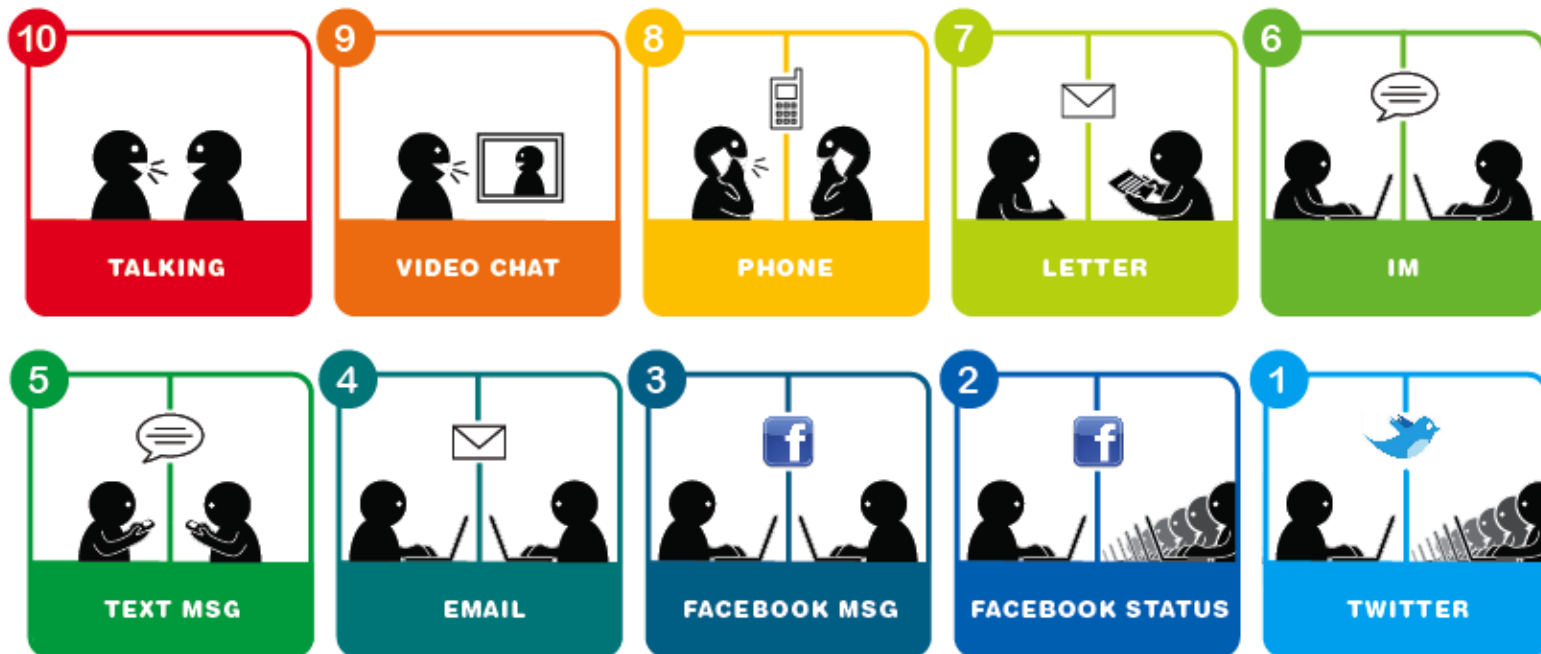 10
TALKING
9
VIDEO CHAT
8
PHONE
7
LETTER
6
IM
5
TEXT MSG
4
EMAIL
3
f
FACEBOOK MSG
2
f
FACEBOOK STATUS
1
TWITTER